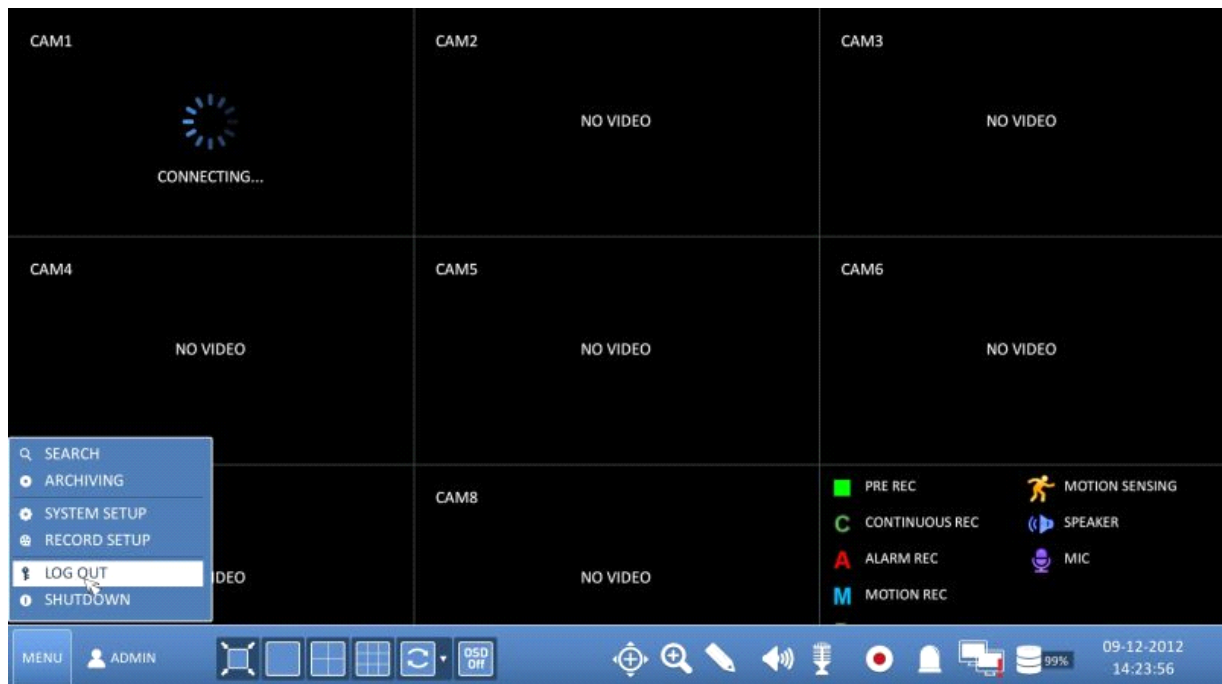 CAM1
CAM2
CAM3
NO VIDEO
NO VIDEO
CONNECTING...
CAM4
CAM5
CAM6
NO VIDEO
NO VIDEO
NO VIDEO
SEARCH
ARCHIVING
SYSTEM SETUP
RECORD SETUP
LOG OUT
SHUTDOWN
IDEO
CAM8
NO VIDEO
PRE REC
MOTION SENSING
C CONTINUOUS REC
SPEAKER
A ALARM REC
MIC
M MOTION REC
MENU
ADMIN
OSD
Off
99%
09-12-2012
14:23:56